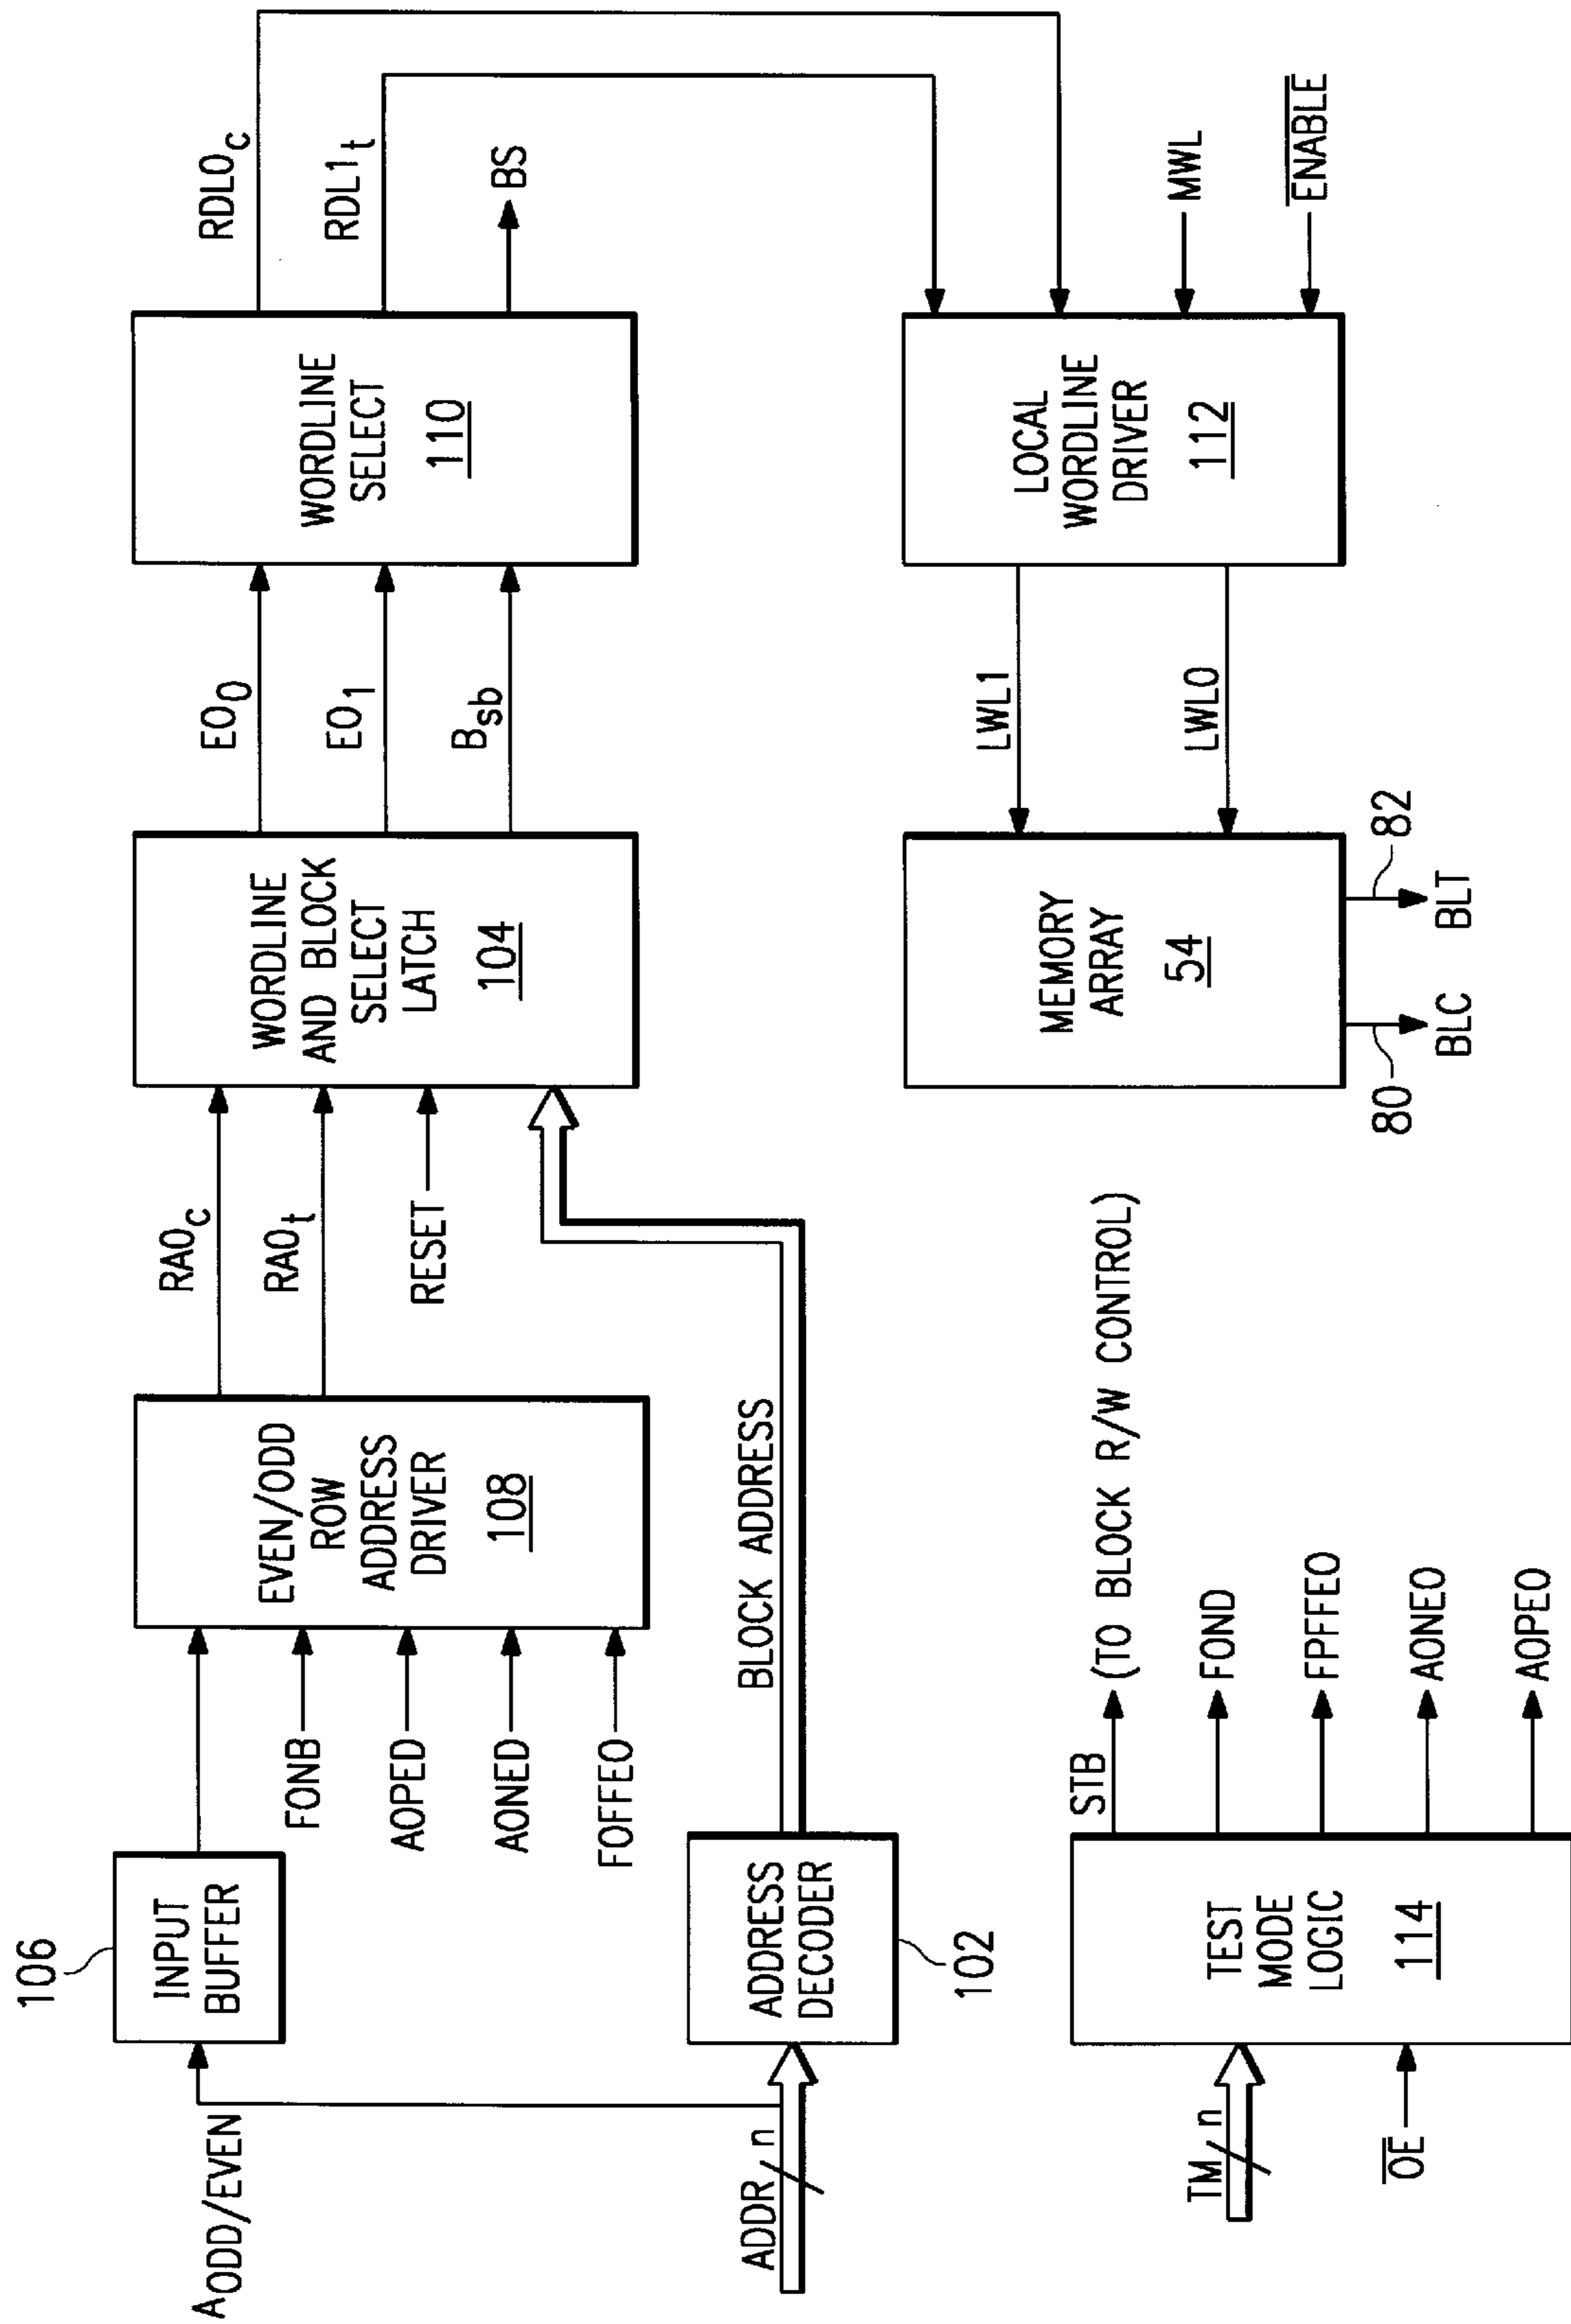 106
INPUT
BUFFER
A ODD/EVEN
FONB
AOPED
AONED
FOFFEO
EVEN/ODD
ROW
ADDRESS
DRIVER
108
RA0c
RA0t
RESET
WORDLINE
AND BLOCK
SELECT
LATCH
104
EO0
EO1
Bsb
WORDLINE
SELECT
110
RDL0c
RDL1t
BS
ADDR n
ADDRESS
DECODER
102
BLOCK ADDRESS
MEMORY
ARRAY
54
80
BLC
82
BLT
LWL1
LWL0
LOCAL
WORDLINE
DRIVER
112
MWL
ENABLE
TM n
OE
TEST
MODE
LOGIC
114
STB
(TO BLOCK R/W CONTROL)
FOND
FPFFEO
AONEO
AOPEO